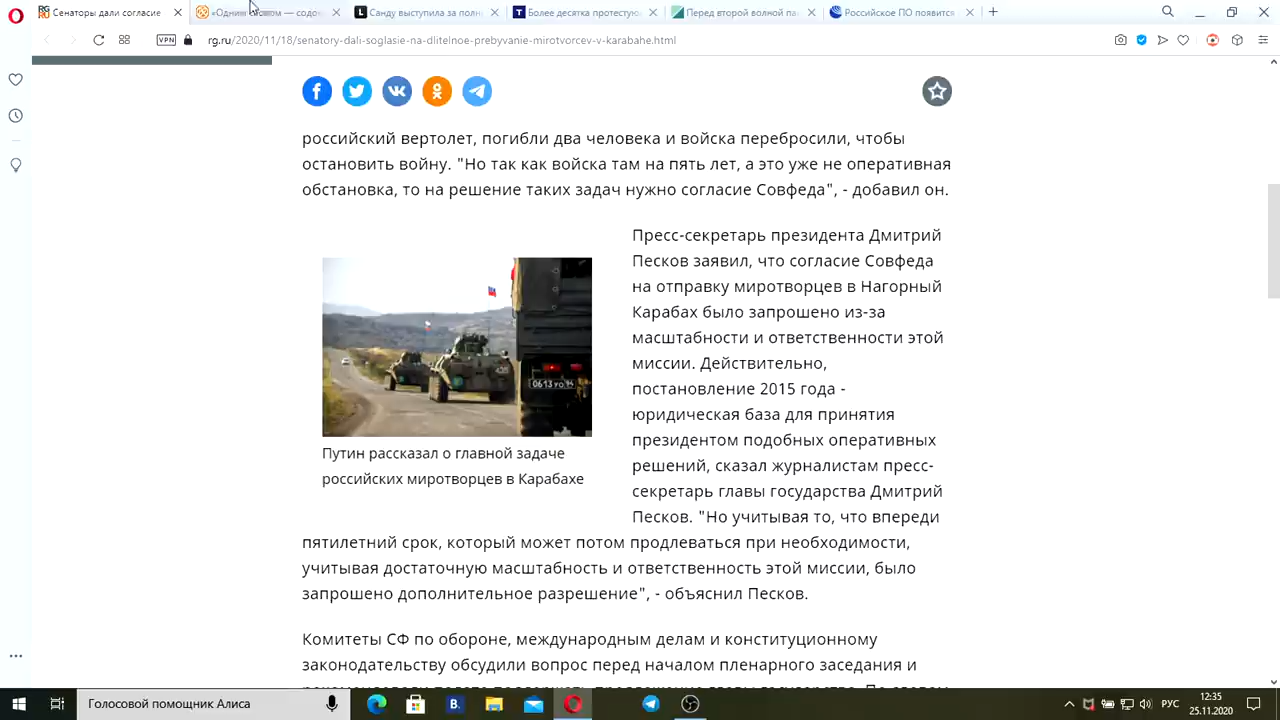 Сенаторы дали согласие
«Одним
— содо
Санду выступила за полн
Более десятка протестую
Перед второй волной па
Российское ПО появится
VPN
rg.ru/2020/11/18/senatory-dali-soglasie-na-dlitelnoe-prebyvanie-mirotvorcev-v-karabahe.html
российский вертолет, погибли два человека и войска перебросили, чтобы
остановить войну. "Но так как войска там на пять лет, а это уже не оперативная
обстановка, то на решение таких задач нужно согласие Совфеда", - добавил он.
Пресс-секретарь президента Дмитрий
Песков заявил, что согласие Совфеда
на отправку миротворцев в Нагорный
Карабах было запрошено из-за
масштабности и ответственности этой
миссии. Действительно,
постановление 2015 года -
юридическая база для принятия
президентом подобных оперативных
решений, сказал журналистам пресс-
секретарь главы государства Дмитрий
Песков. "Но учитывая то, что впереди
Путин рассказал о главной задаче
российских миротворцев в Карабахе
пятилетний срок, который может потом продлеваться при необходимости,
учитывая достаточную масштабность и ответственность этой миссии, было
запрошено дополнительное разрешение", - объяснил Песков.
Комитеты СФ по обороне, международным делам и конституционному
законодательству обсудили вопрос перед началом пленарного заседания и
Голосовой помощник Алиса
РУС
12:35
25.11.2020